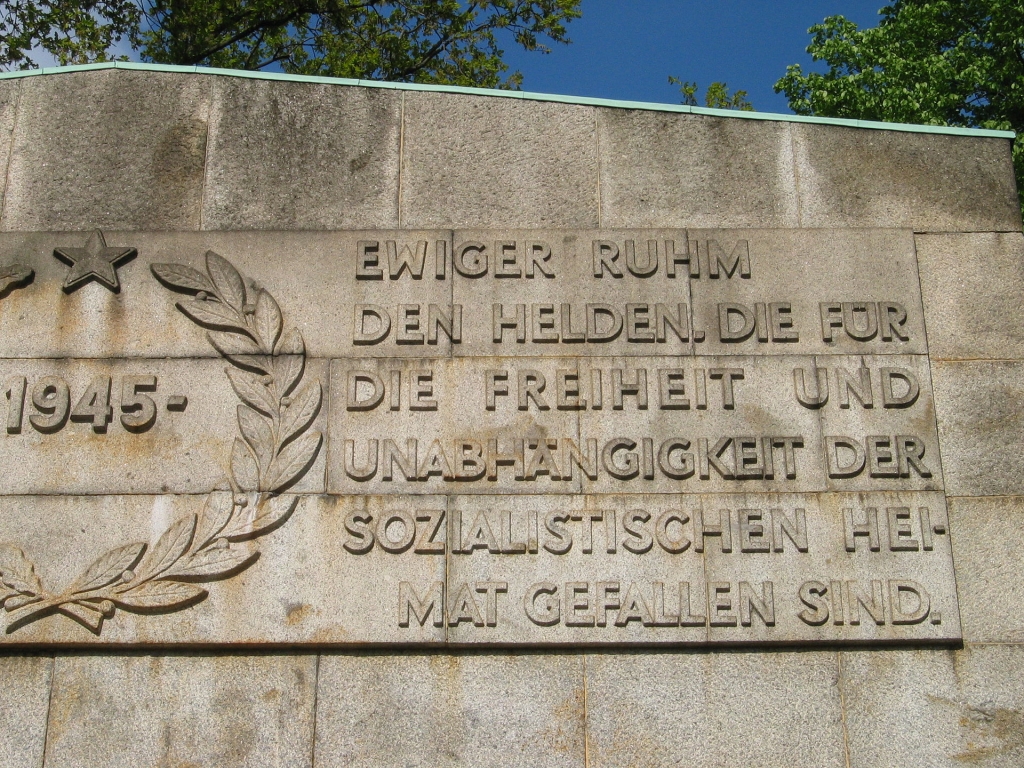 EWIGER RUHM
DEN HELDEN, DIE FÜR
1945-
DIE FREIHEIT UND
UNABHÄNGIGKEIT DER
SOZIALISTISCHEN HEI-
MAT GEFALLEN SIND.